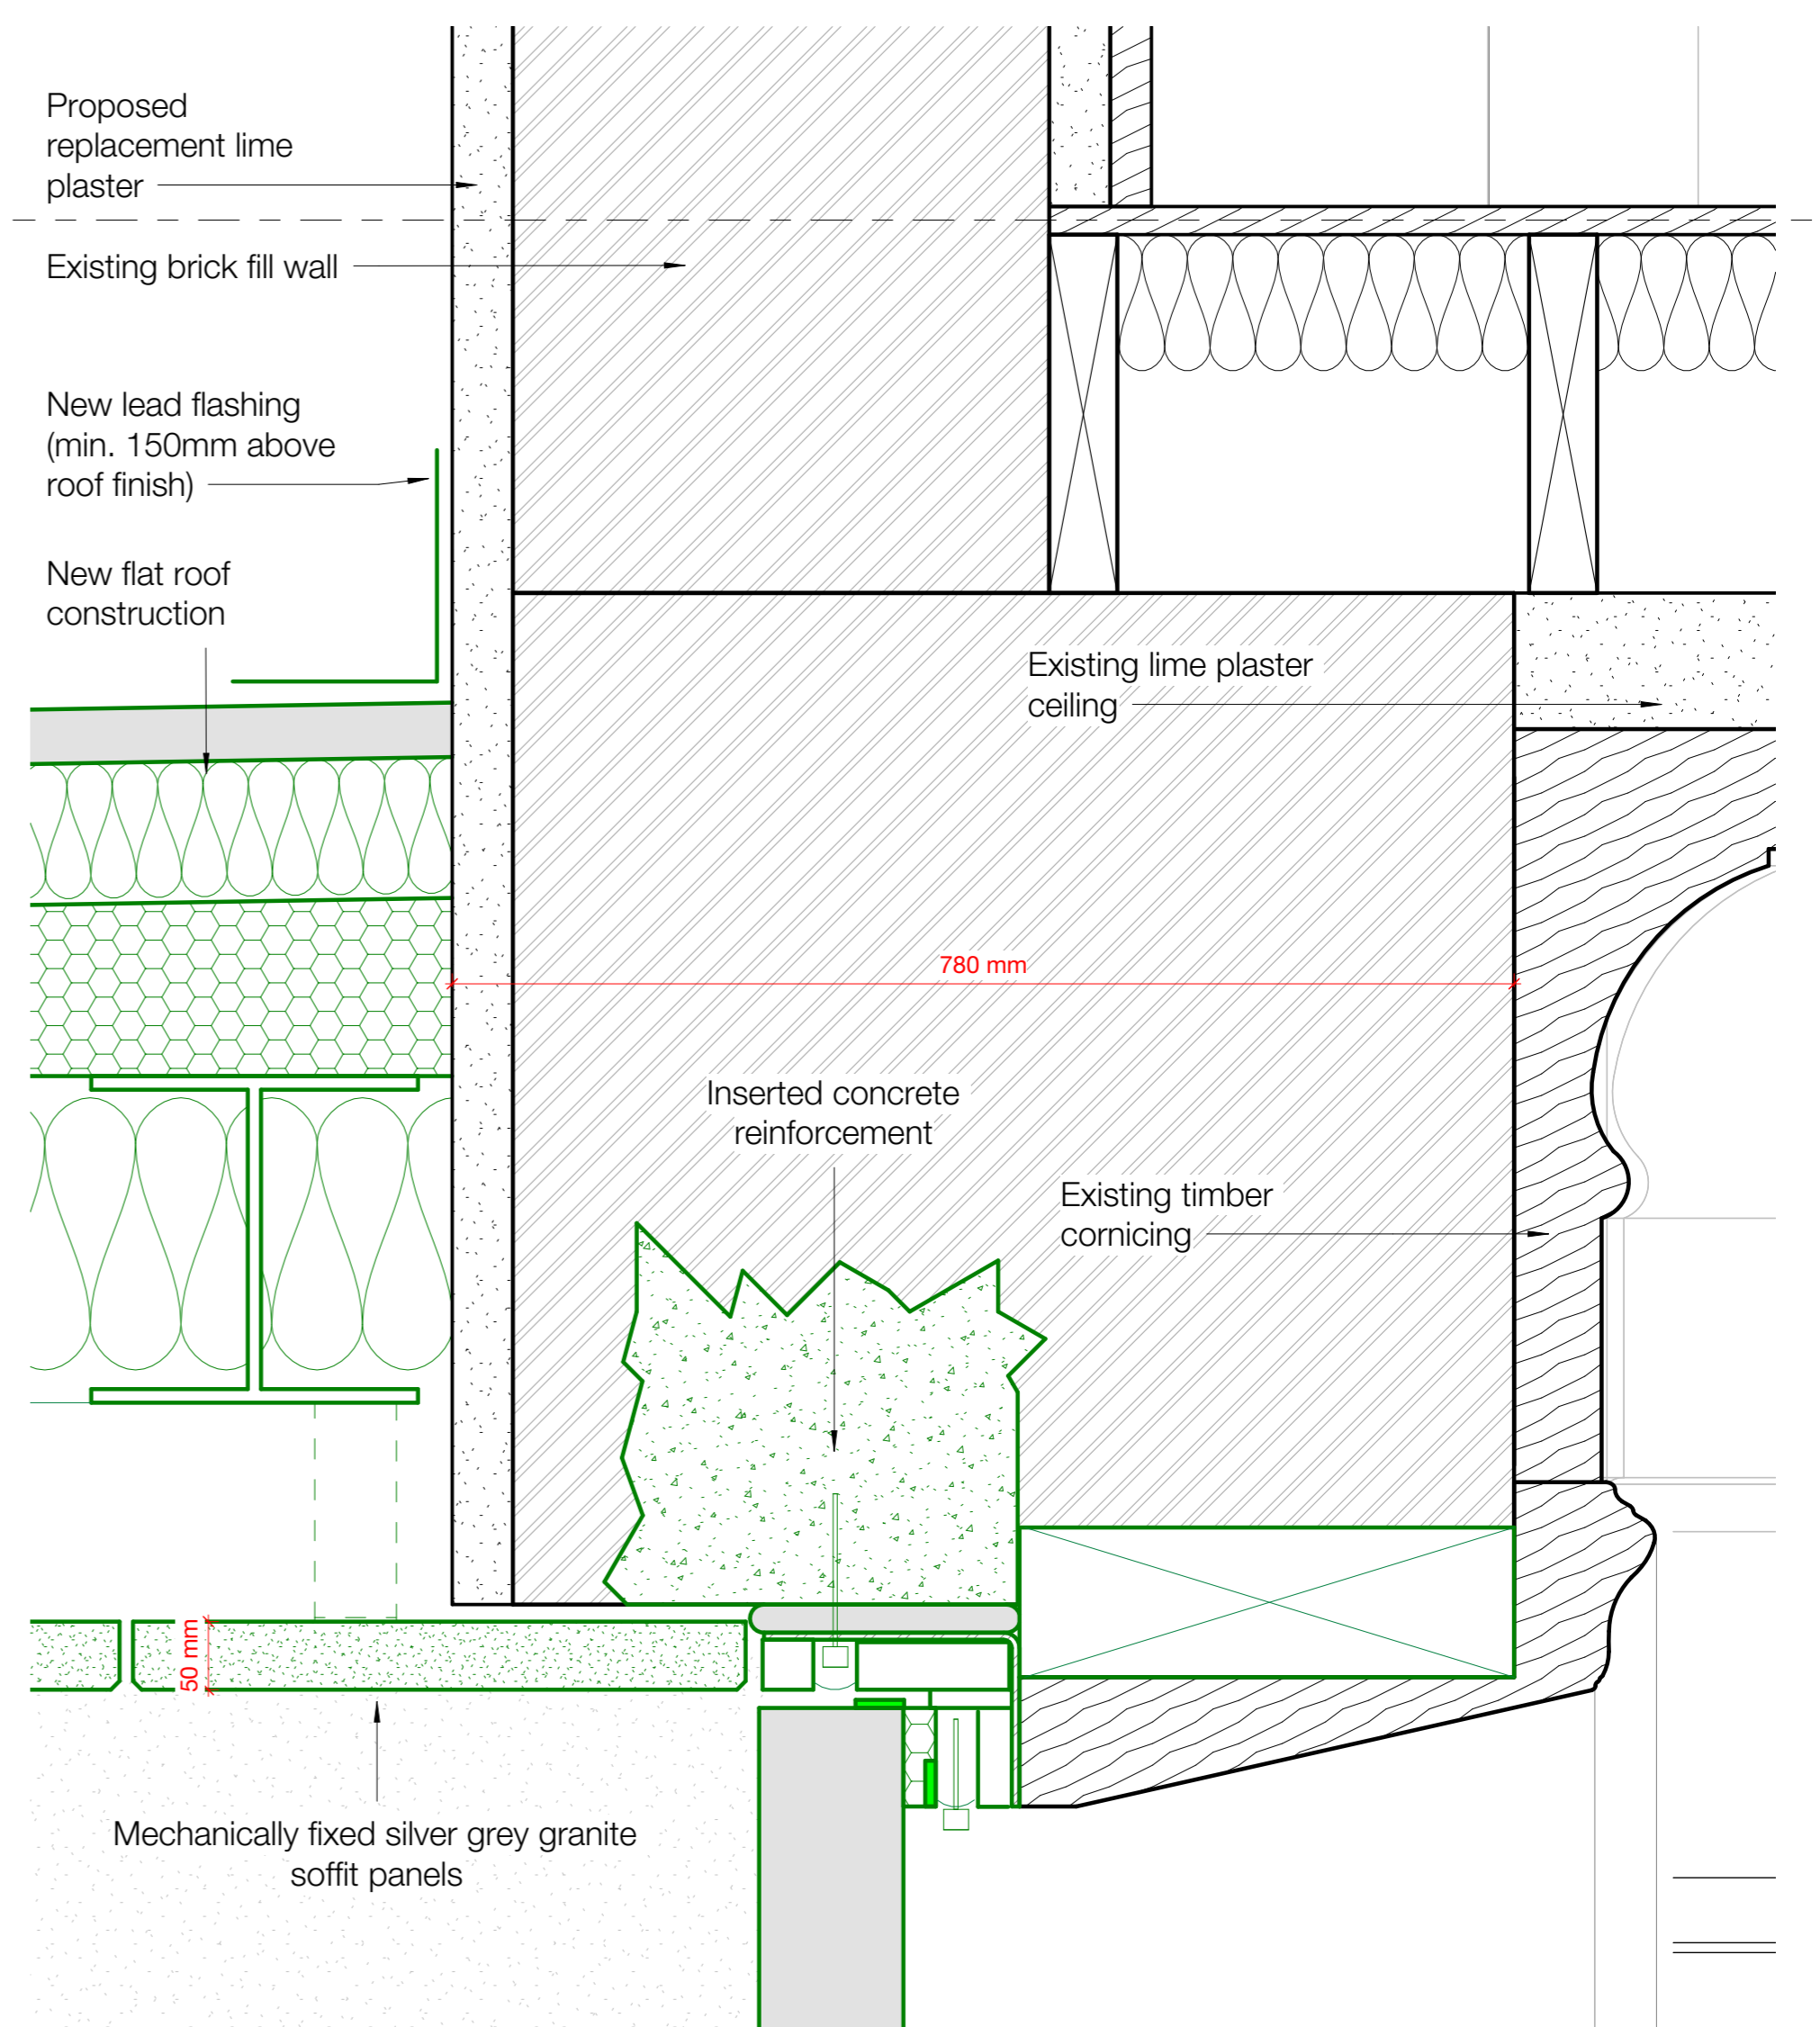 Proposed
replacement lime
plaster
Existing brick fill wall
New lead flashing
(min. 150mm above
roof finish)
New flat roof
construction
Existing lime plaster
ceiling
780 mm
Inserted concrete
reinforcement
Existing timber
cornicing
50 mm
Mechanically fixed silver grey granite
soffit panels